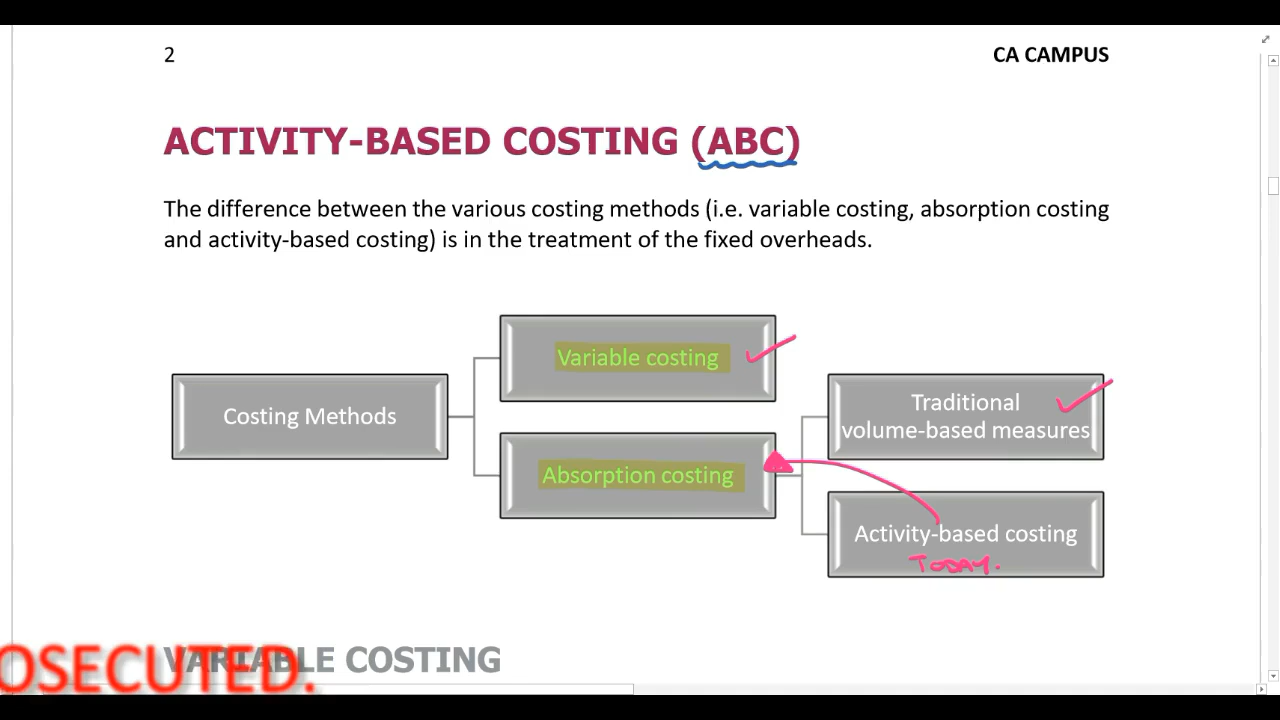 2
CA CAMPUS
ACTIVITY-BASED COSTING (ABC)
The difference between the various costing methods (i.e. variable costing, absorption costing
and activity-based costing) is in the treatment of the fixed overheads.
Costing Methods
Variable costing
Absorption costing
Traditional
volume-based measures
Activity-based costing
TODAY.
VARIABLE COSTING
OSECUTED.